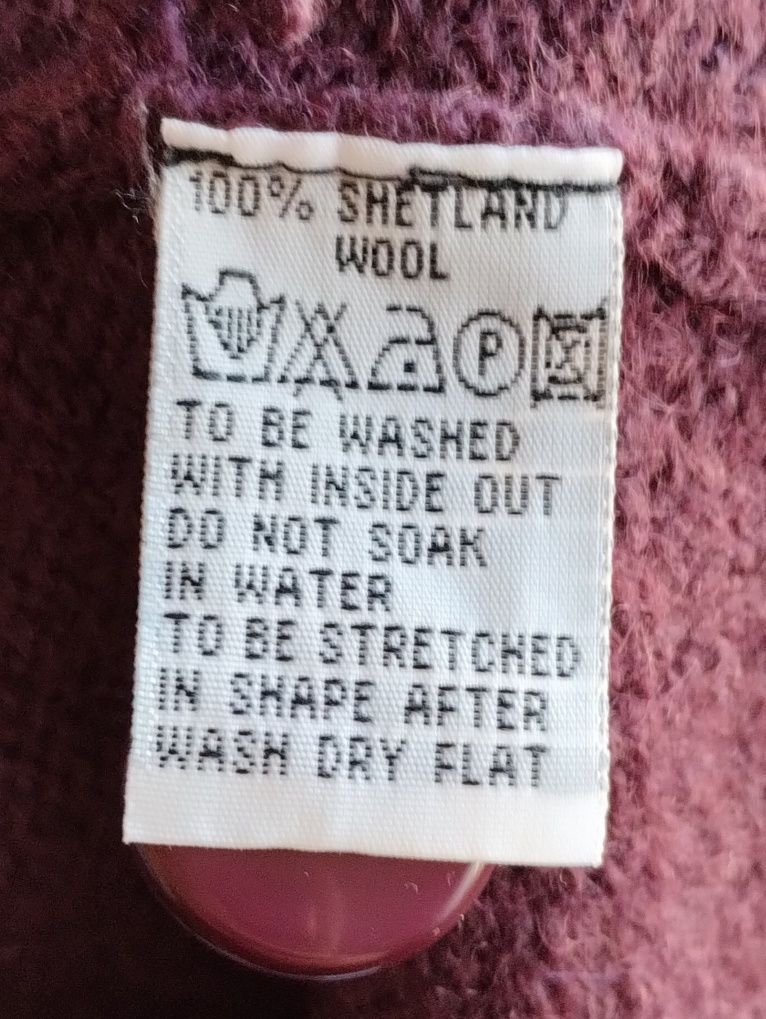 100% SHETLAND
WOOL
P
TO BE WASHED
WITH INSIDE OUT
DO NOT SOAK
IN WATER
TO BE STRETCHED
IN SHAPE AFTER
WASH DRY FLAT